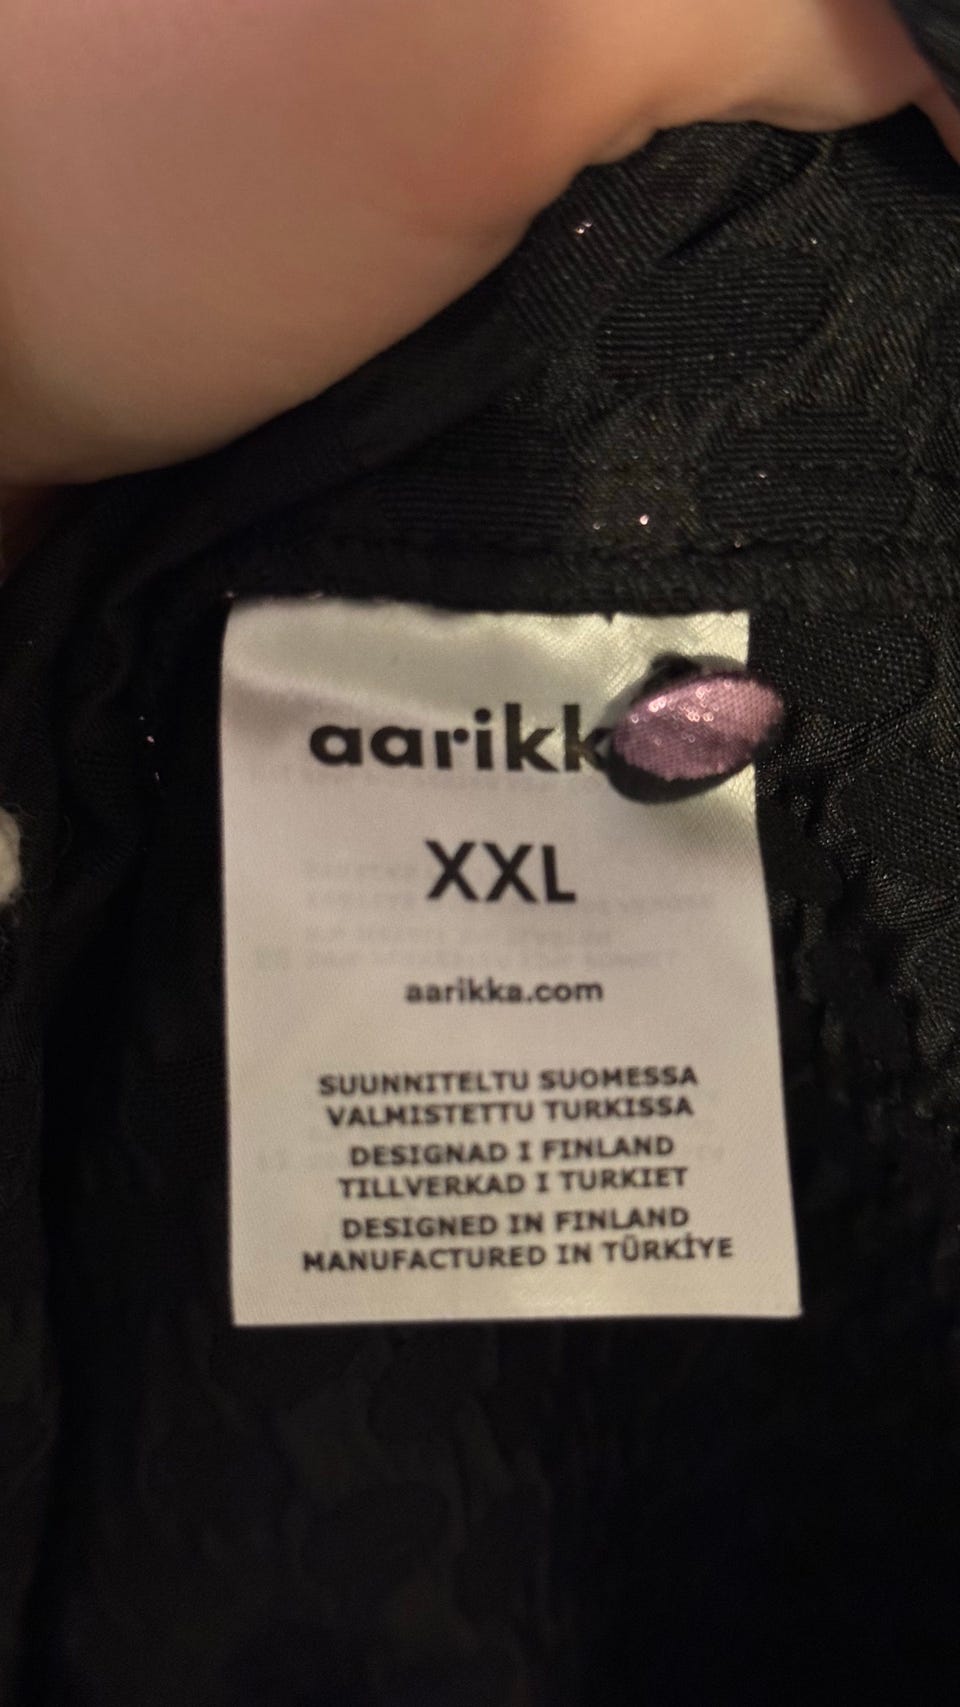 aarikk
XXL
aarikka.com
SUUNNITELTU SUOMESSA
VALMISTETTU TURKISSA
DESIGNAD I FINLAND
TILLVERKAD I TURKIET
DESIGNED IN FINLAND
MANUFACTURED IN TÜRKİYE